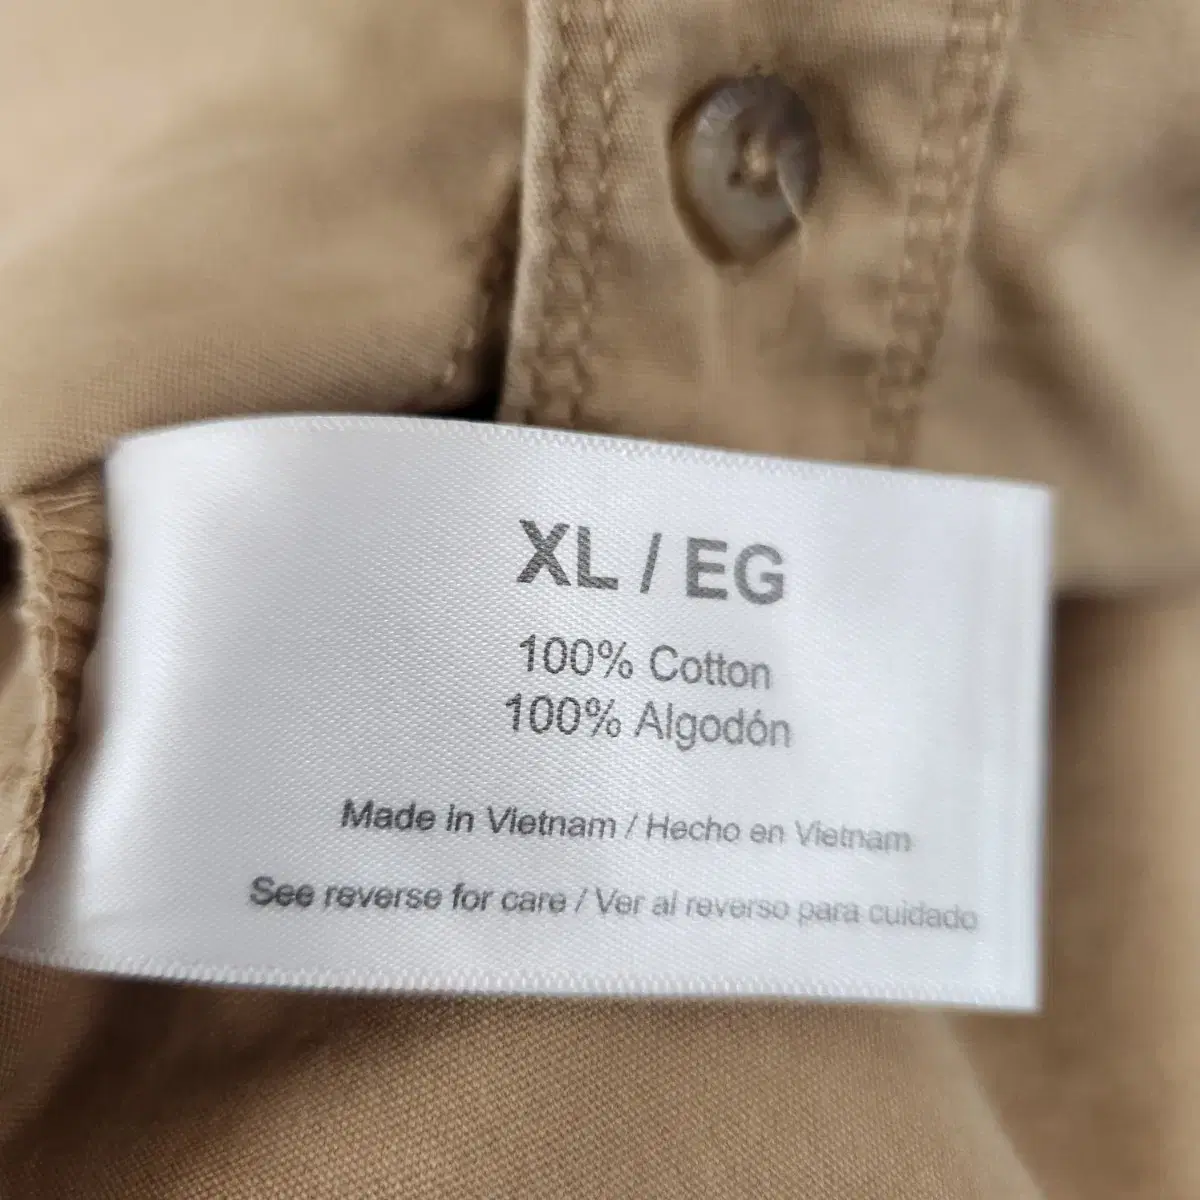 XL / EG
100% Cotton
100% Algodón
Made in Vietnam / Hecho en Vietnam
See reverse for care / Ver al reverso para cuidado